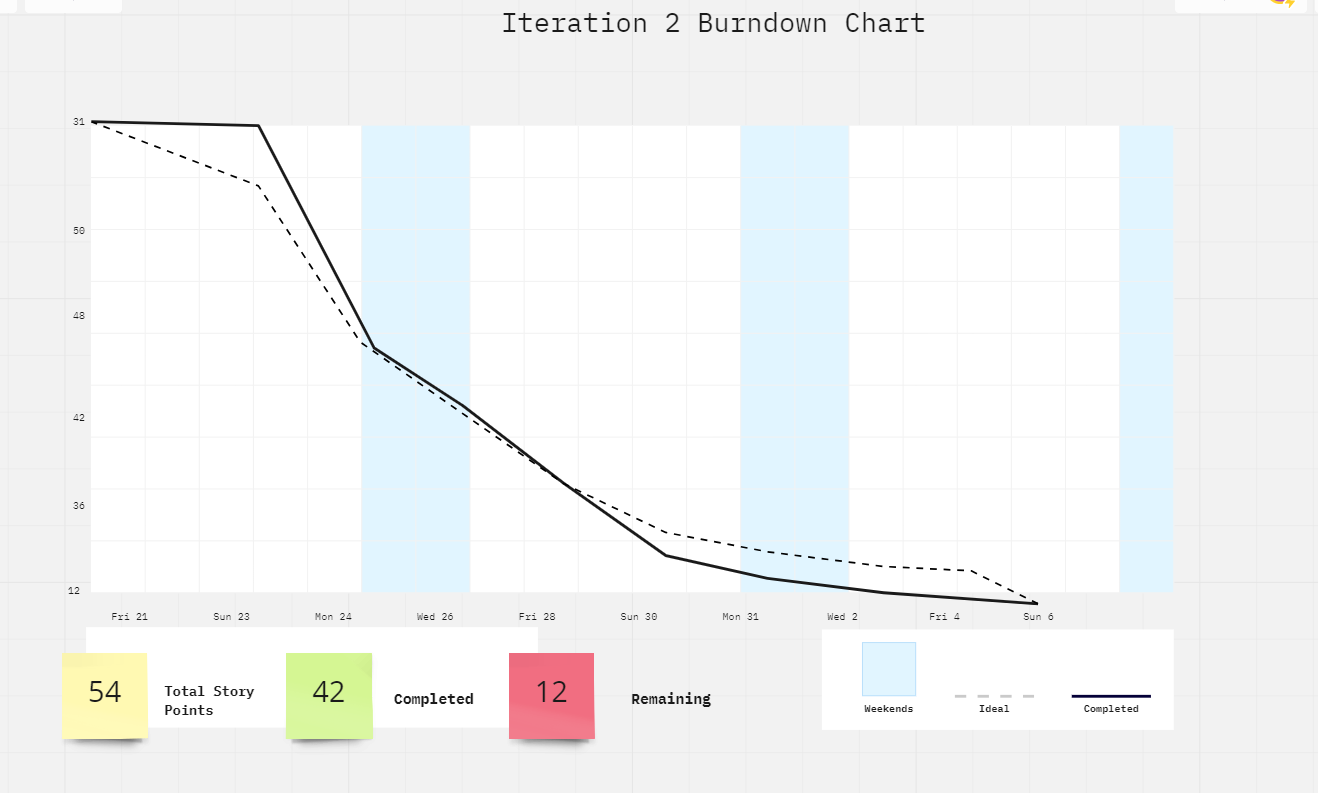 Iteration 2 Burndown Chart
31
50
48
42
36
12
Fri 21 Sun 23 Mon 24 Wed 26 Fri 28 Sun 30 Mon 31 Wed 2 Fri 4 Sun 6
54
Total Story
Points
42
Completed
12
Remaining
Weekends
Ideal
Completed